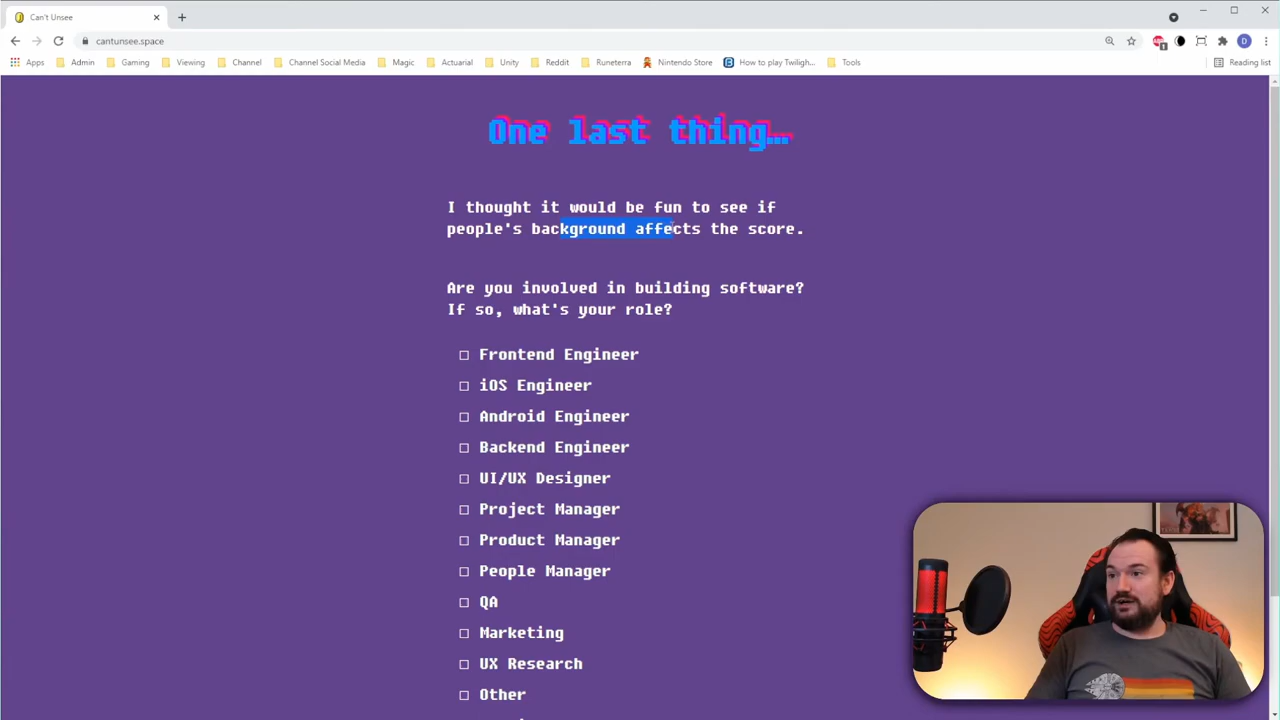 Can't Unsee
cantunsee.space
Apps
Admin
Gaming
Viewing
Channel
Channel Social Media
Magic
Actuarial
Unity
Reddit
Runeterra
Nintendo Store
How to play Twiligh...
Tools
Reading list
One last thing…
I thought it would be fun to see if
people's background affects the score.
Are you involved in building software?
If so, what's your role?
Frontend Engineer
iOS Engineer
Android Engineer
Backend Engineer
UI/UX Designer
Project Manager
Product Manager
People Manager
QA
Marketing
UX Research
Other